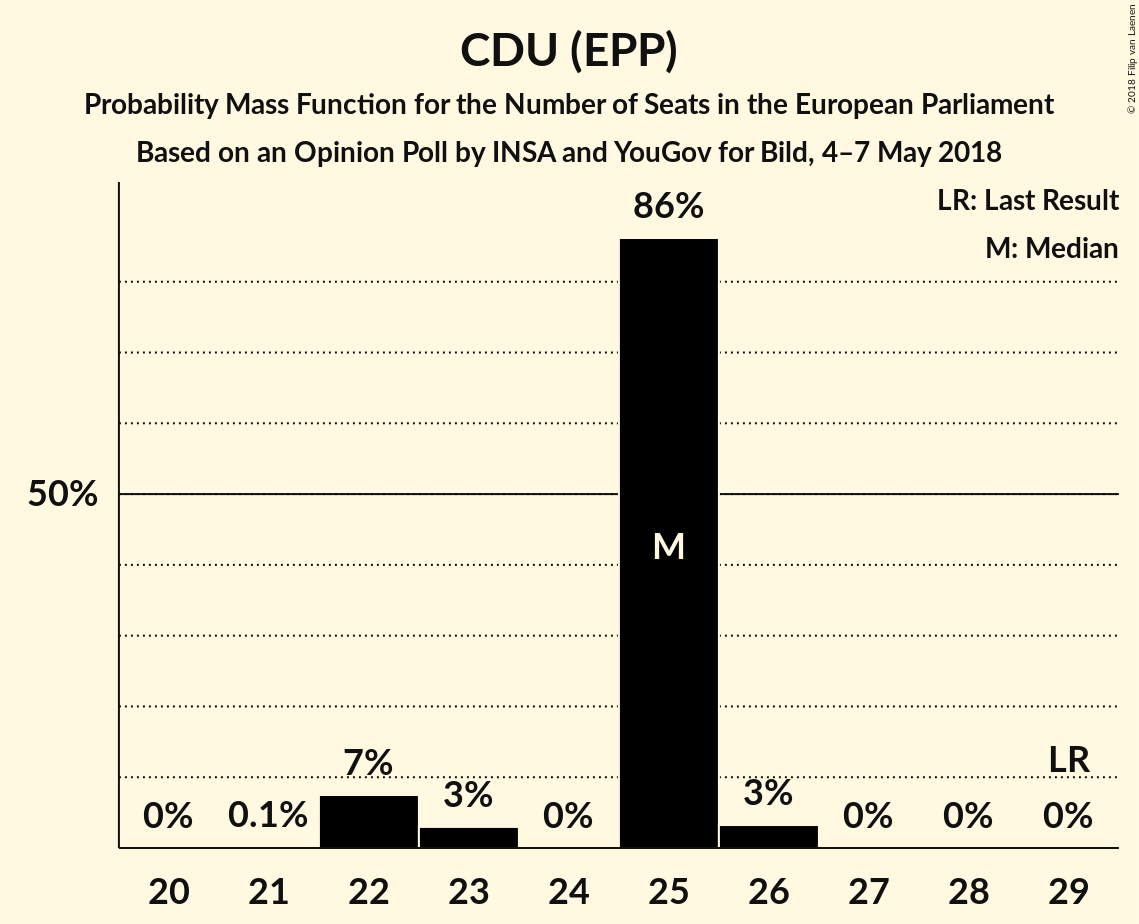 CDU (EPP)
Probability Mass Function for the Number of Seats in the European Parliament
Based on an Opinion Poll by INSA and YouGov for Bild, 4–7 May 2018
© 2018 Filip van Laenen
LR: Last Result
M: Median
86%
50%
M
7%
3%
3%
LR
0%
0.1%
0%
0%
0%
0%
20 21 22 23 24 25 26 27 28 29